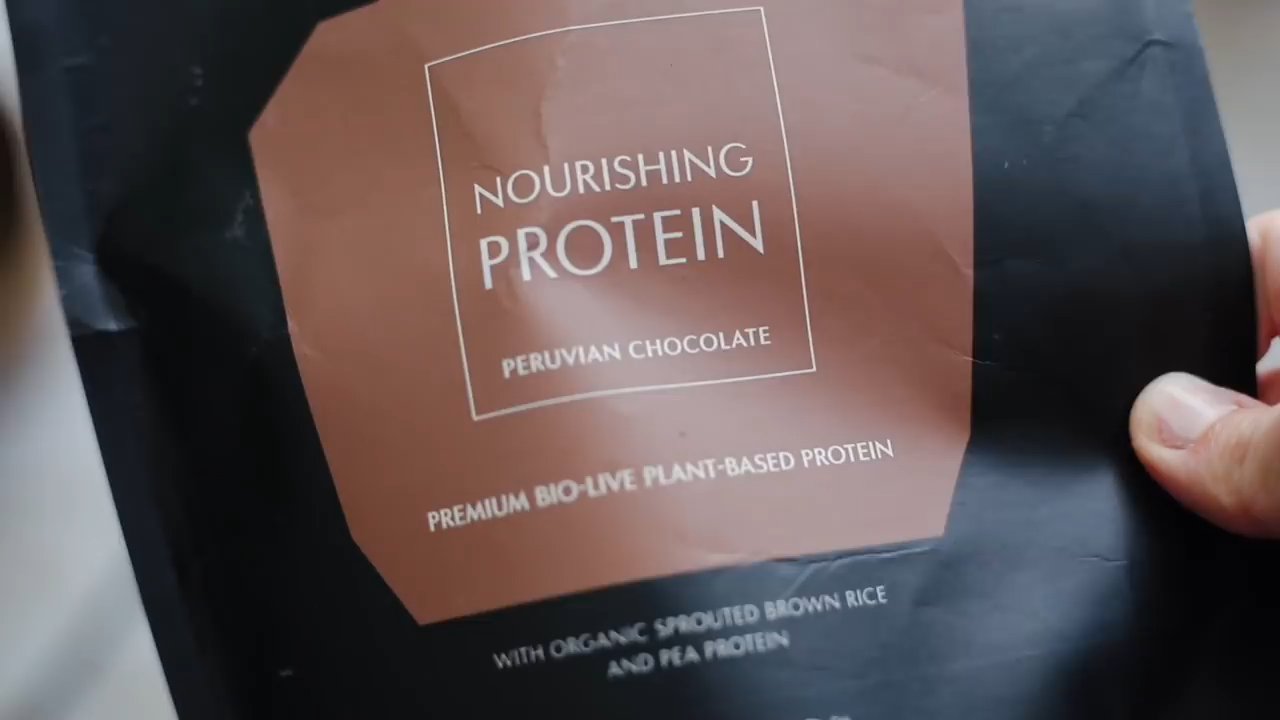 NOURISHING
PROTEIN
PERUVIAN CHOCOLATE
PREMIUM BIO-LIVE PLANT-BASED PROTEIN
WITH ORGANIC SPROUTED BROWN RICE
AND PEA PROTEIN